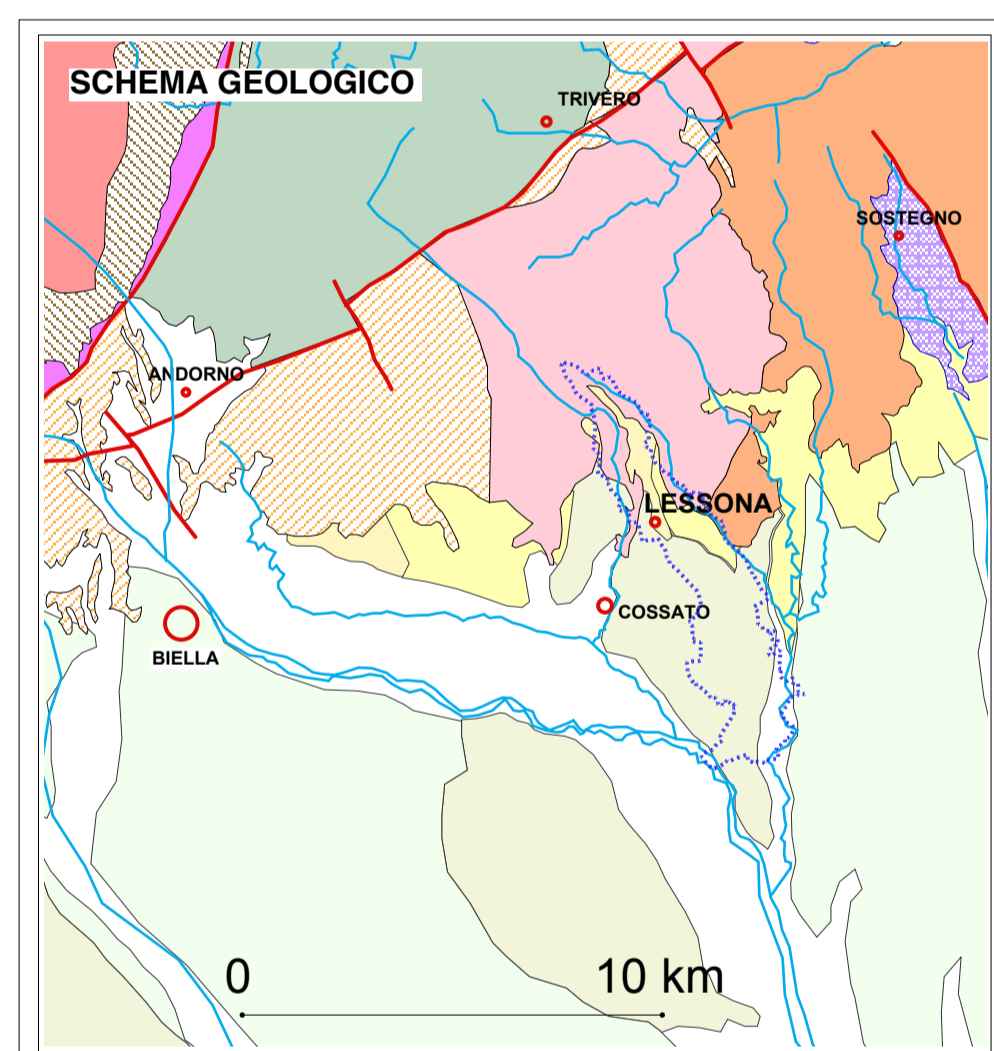 SCHEMA GEOLOGICO
TRIVERO
SOSTEGNO
ANDORNO
LESSONA
COSSATO
BIELLA
0 10 km